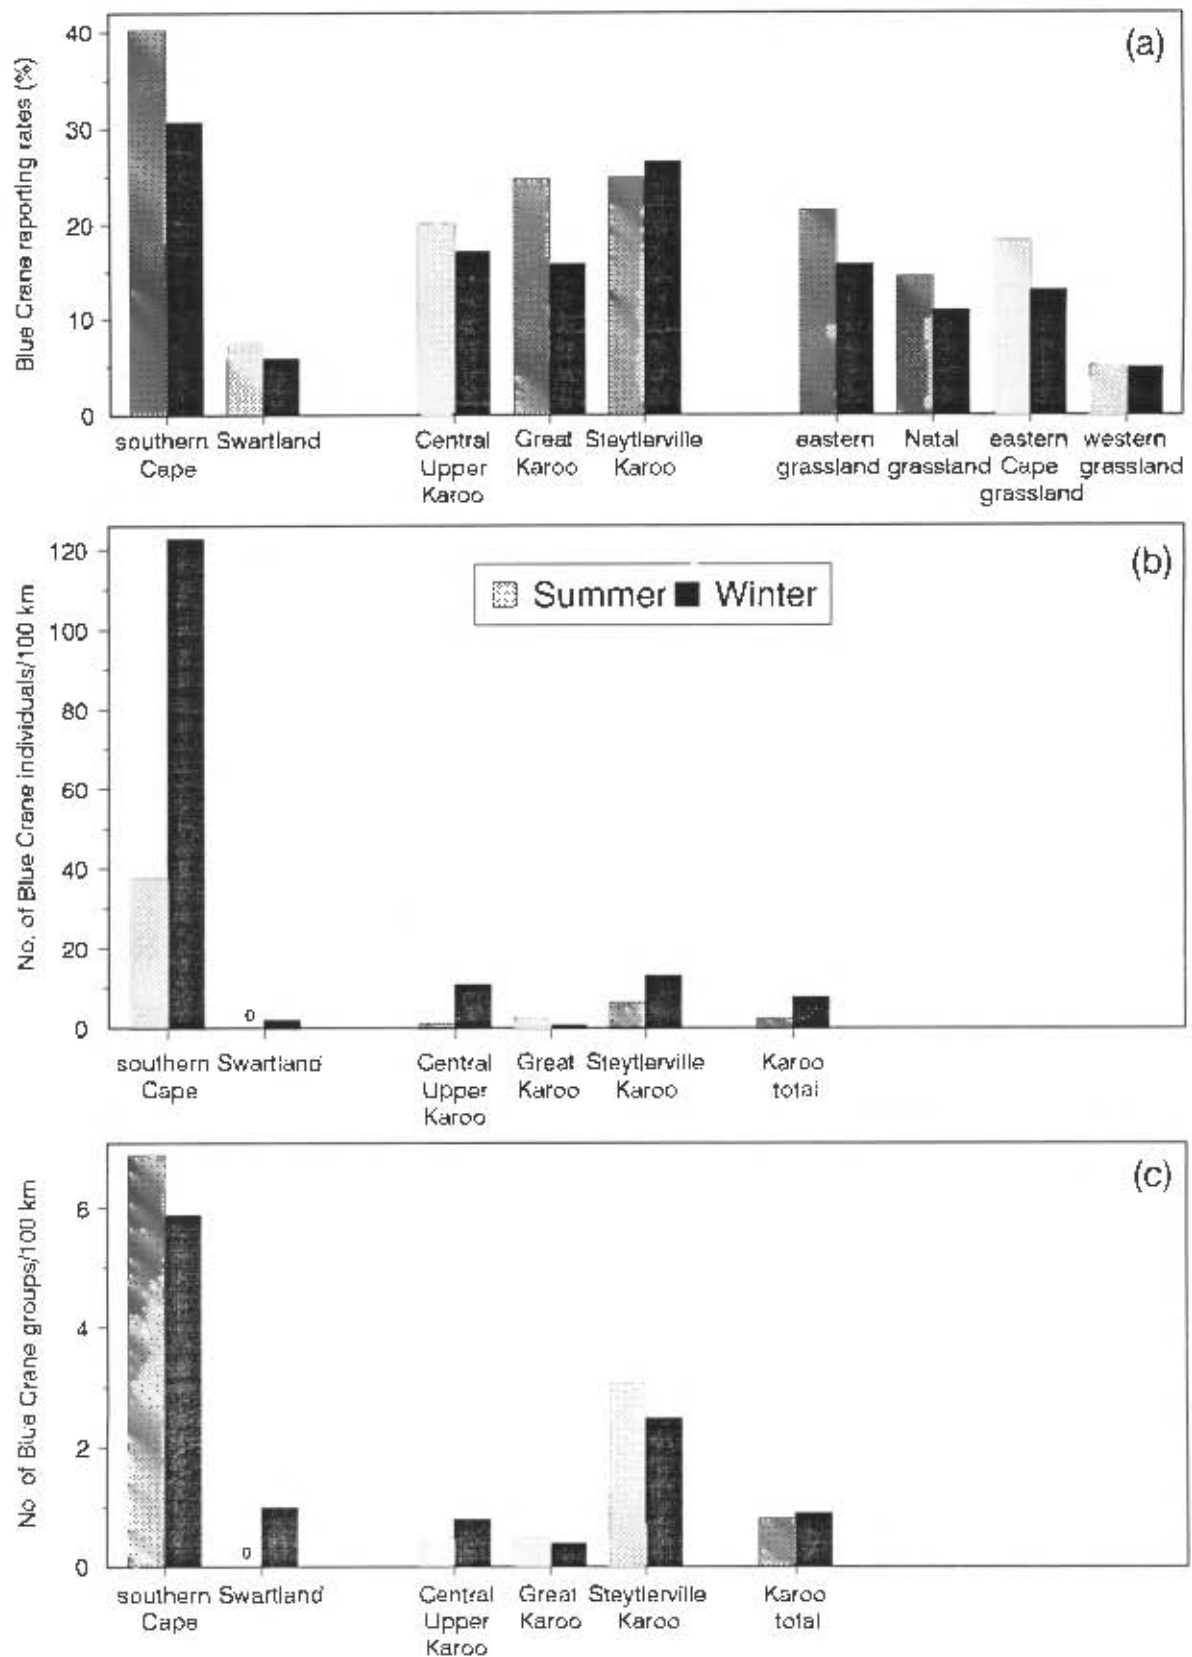 (a)
Blue Crane reporting rates (%)
40
30
20
10
0
southern Swartland Central Great Steytlerville eastern Natal eastern western
Cape Upper Karoo Karoo grassland grassland Cape grassland
Karoo grassland
(b)
No. of Blue Crane individuals/100 km
120
100
80
60
40
20
0
Summer Winter
0
southern Swartland Central Great Steytlerville Karoo
Cape Upper Karoo Karoo total
Karoo
(c)
No of Blue Crane groups/100 km
6
4
2
0
0
southern Swartland Central Great Steytlerville Karoo
Cape Upper Karoo Karoo total
Karoo